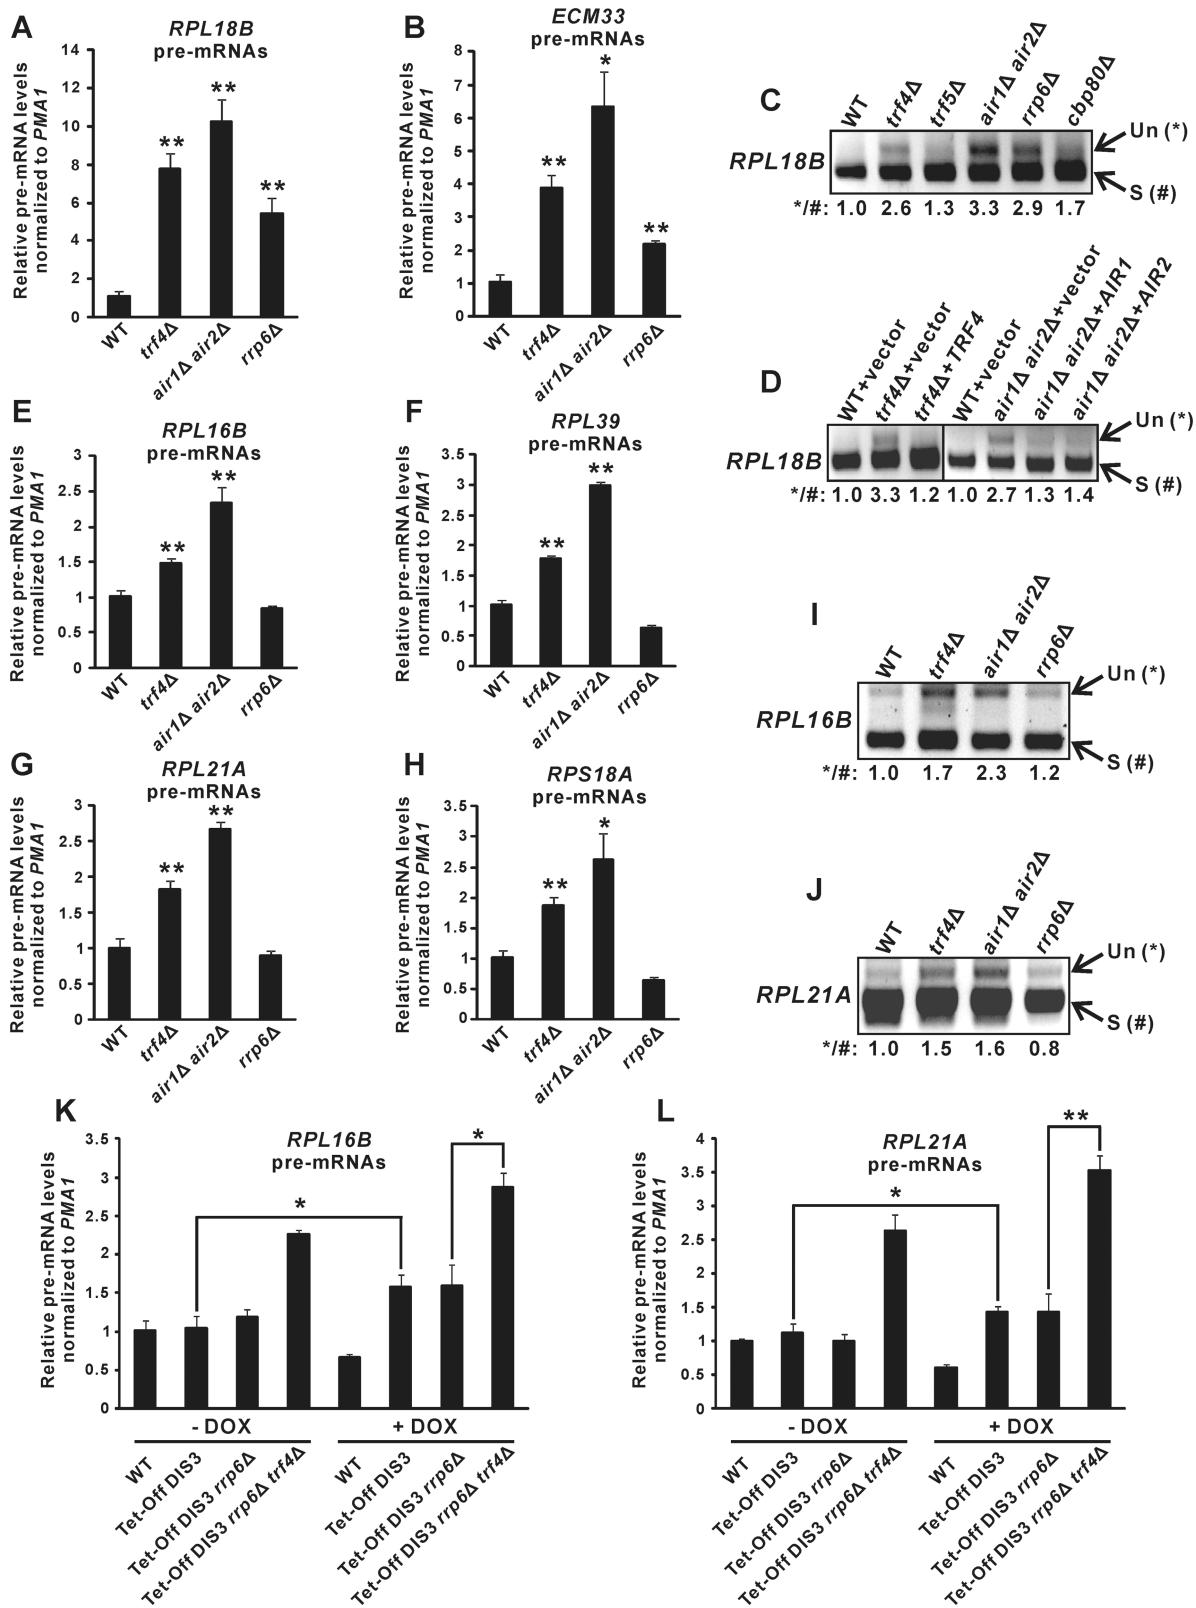 A
RPL18B
pre-mRNAs
Relative pre-mRNA levels
normalized to PMA1
14
12
10
8
6
4
2
0
**
**
**
WT
trf4Δ
air1Δ air2Δ
rrp6Δ
B
ECM33
pre-mRNAs
Relative pre-mRNA levels
normalized to PMA1
8
7
6
5
4
3
2
1
0
**
*
**
WT
trf4Δ
air1Δ air2Δ
rrp6Δ
C
WT
trf4Δ
trf5Δ
air1Δ air2Δ
rrp6Δ
cbp80Δ
RPL18B
Un (*)
S (#)
*/#: 1.0 2.6 1.3 3.3 2.9 1.7
D
WT+vector
trf4Δ+vector
trf4Δ+TRF4
WT+vector
air1Δ air2Δ+vector
air1Δ air2Δ+AIR1
air1Δ air2Δ+AIR2
RPL18B
Un (*)
S (#)
*/#: 1.0 3.3 1.2 1.0 2.7 1.3 1.4
E
RPL16B
pre-mRNAs
Relative pre-mRNA levels
normalized to PMA1
3
2.5
2
1.5
1
0.5
0
**
**
WT
trf4Δ
air1Δ air2Δ
rrp6Δ
F
RPL39
pre-mRNAs
Relative pre-mRNA levels
normalized to PMA1
3.5
3
2.5
2
1.5
1
0.5
0
**
**
WT
trf4Δ
air1Δ air2Δ
rrp6Δ
G
RPL21A
pre-mRNAs
Relative pre-mRNA levels
normalized to PMA1
3
2.5
2
1.5
1
0.5
0
**
**
WT
trf4Δ
air1Δ air2Δ
rrp6Δ
H
RPS18A
pre-mRNAs
Relative pre-mRNA levels
normalized to PMA1
3.5
3
2.5
2
1.5
1
0.5
0
**
*
WT
trf4Δ
air1Δ air2Δ
rrp6Δ
I
WT
trf4Δ
air1Δ air2Δ
rrp6Δ
RPL16B
Un (*)
S (#)
*/#: 1.0 1.7 2.3 1.2
J
WT
trf4Δ
air1Δ air2Δ
rrp6Δ
RPL21A
Un (*)
S (#)
*/#: 1.0 1.5 1.6 0.8
K
RPL16B
pre-mRNAs
Relative pre-mRNA levels
normalized to PMA1
3.5
3
2.5
2
1.5
1
0.5
0
*
*
- DOX
+ DOX
WT
Tet-Off DIS3
Tet-Off DIS3 rrp6Δ
Tet-Off DIS3 rrp6Δ trf4Δ
WT
Tet-Off DIS3
Tet-Off DIS3 rrp6Δ
Tet-Off DIS3 rrp6Δ trf4Δ
L
RPL21A
pre-mRNAs
Relative pre-mRNA levels
normalized to PMA1
4
3.5
3
2.5
2
1.5
1
0.5
0
*
**
- DOX
+ DOX
WT
Tet-Off DIS3
Tet-Off DIS3 rrp6Δ
Tet-Off DIS3 rrp6Δ trf4Δ
WT
Tet-Off DIS3
Tet-Off DIS3 rrp6Δ
Tet-Off DIS3 rrp6Δ trf4Δ